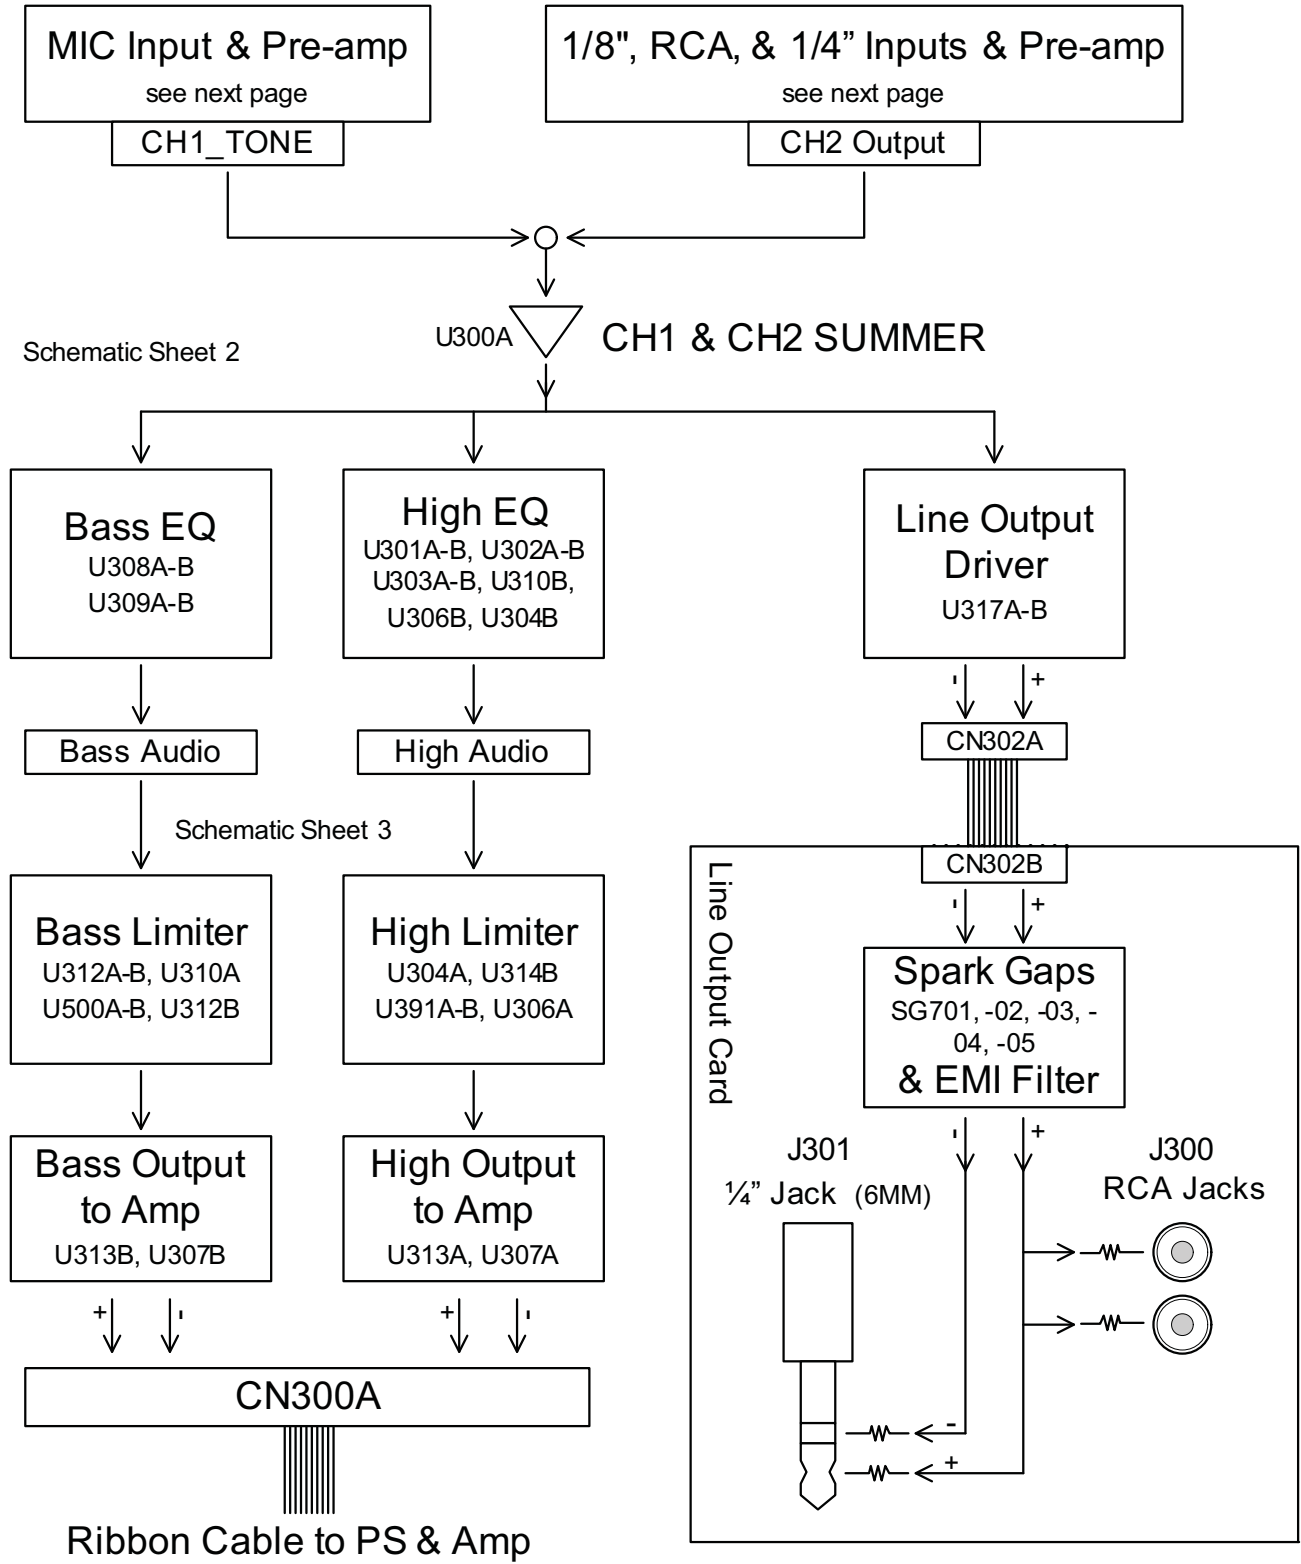 MIC Input & Pre-amp
see next page
CH1_TONE
1/8", RCA, & 1/4” Inputs & Pre-amp
see next page
CH2 Output
U300A
CH1 & CH2 SUMMER
Schematic Sheet 2
Bass EQ
U308A-B
U309A-B
High EQ
U301A-B, U302A-B
U303A-B, U310B,
U306B, U304B
Line Output
Driver
U317A-B
- +
CN302A
Bass Audio
High Audio
Schematic Sheet 3
CN302B
- +
Line Output Card
Bass Limiter
U312A-B, U310A
U500A-B, U312B
High Limiter
U304A, U314B
U391A-B, U306A
Spark Gaps
SG701, -02, -03, -
04, -05
& EMI Filter
- +
Bass Output
to Amp
U313B, U307B
High Output
to Amp
U313A, U307A
+ -
+ -
J301
¼” Jack (6MM)
J300
RCA Jacks
-
+
CN300A
Ribbon Cable to PS & Amp